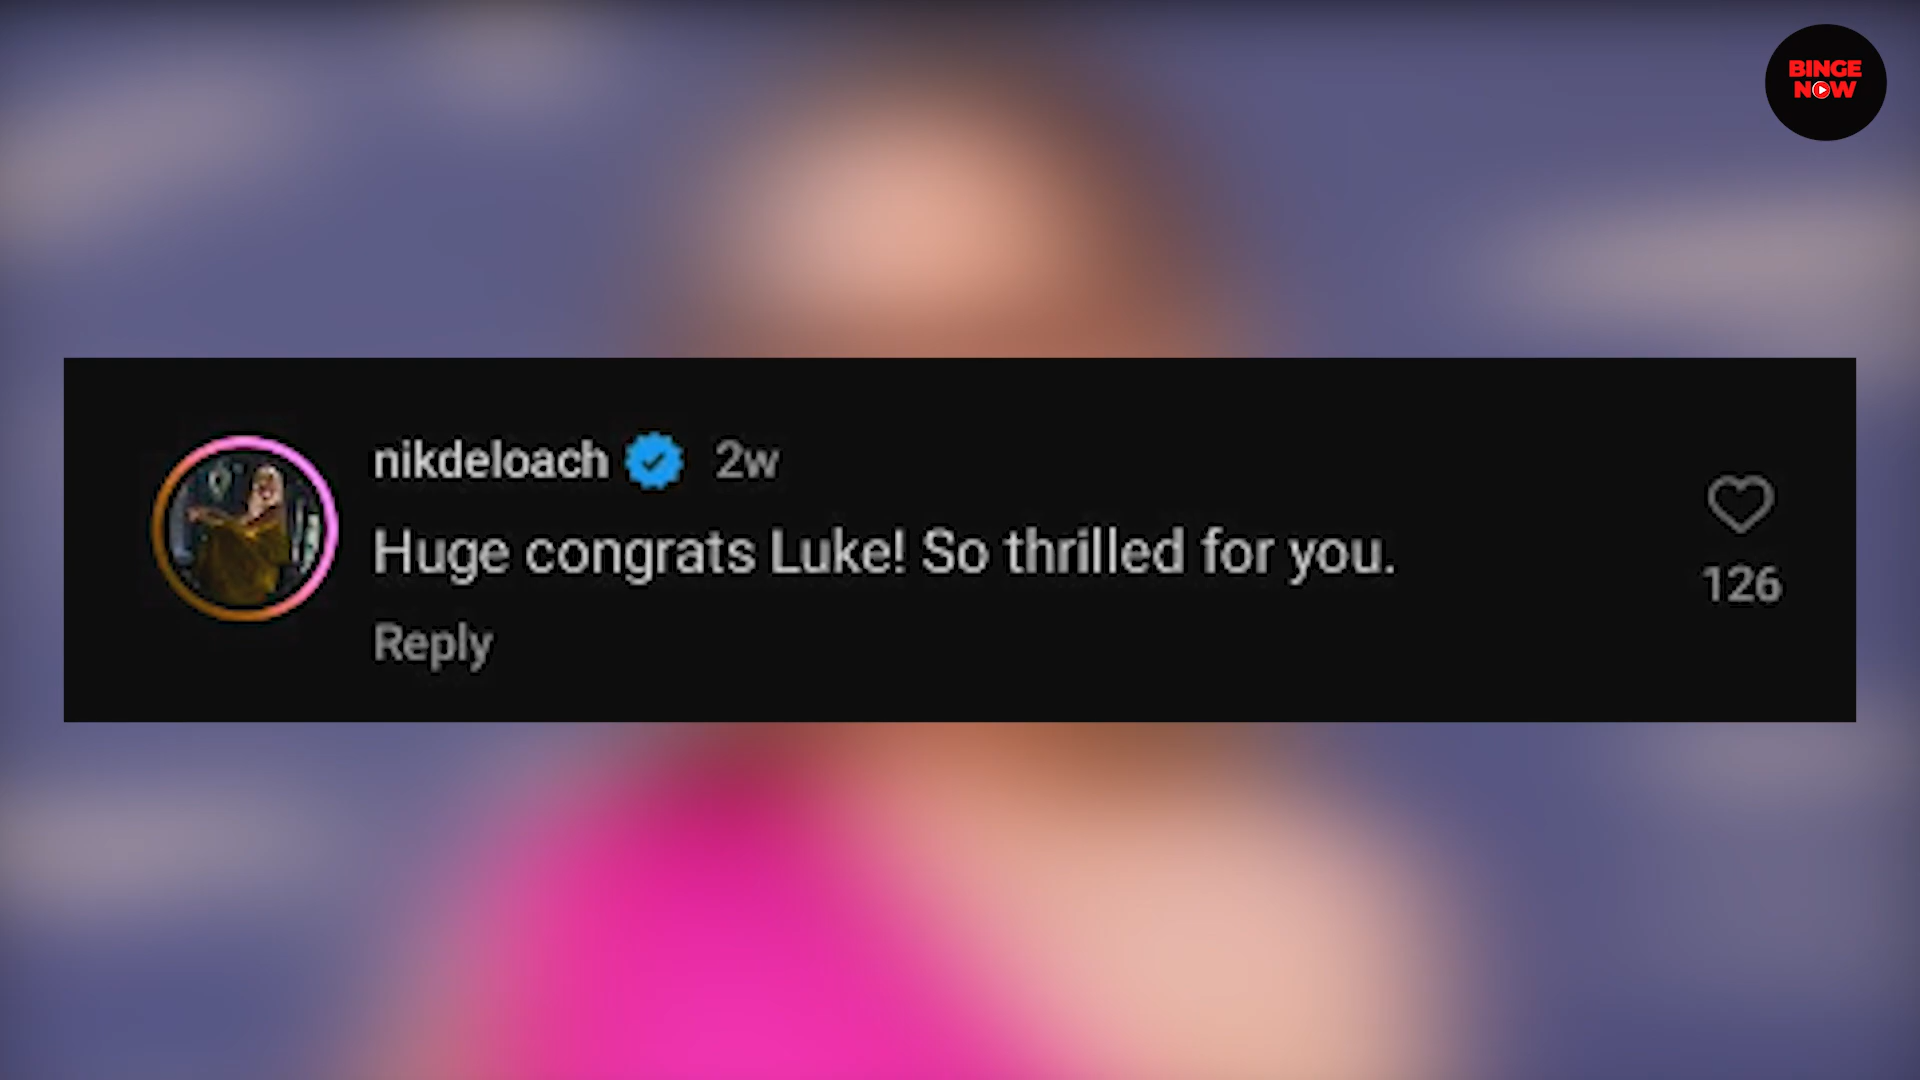 BINGE
NOW
nikdeloach 2w
Huge congrats Luke! So thrilled for you.
126
Reply